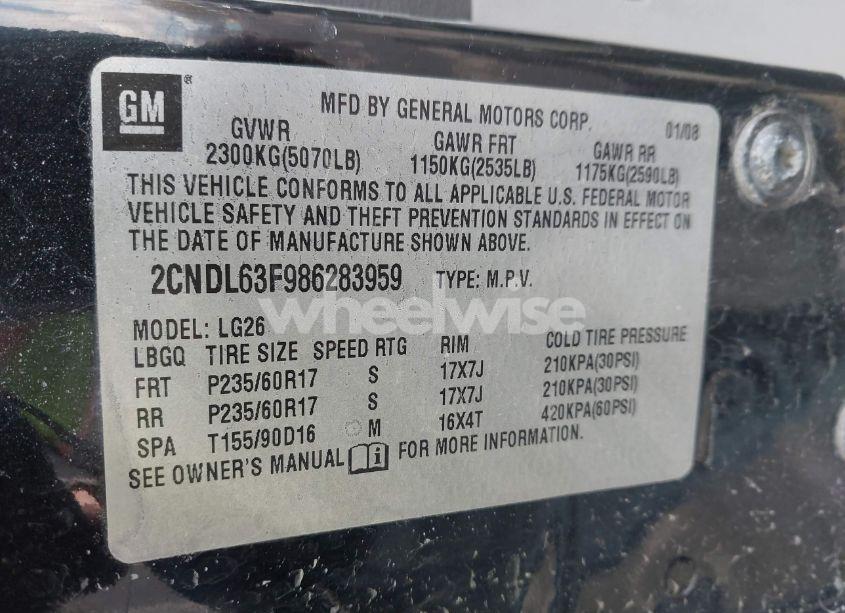 GM®
MFD BY GENERAL MOTORS CORP. 01/08
GVWR GAWR FRT GAWR RR
2300KG(5070LB) 1150KG(2535LB) 1175KG(2590LB)
THIS VEHICLE CONFORMS TO ALL APPLICABLE U.S. FEDERAL MOTOR
VEHICLE SAFETY AND THEFT PREVENTION STANDARDS IN EFFECT ON
THE DATE OF MANUFACTURE SHOWN ABOVE.
2CNDL63F986283959 TYPE: M.P.V.
wheelwise
MODEL: LG26
LBGQ TIRE SIZE SPEED RTG RIM COLD TIRE PRESSURE
FRT P235/60R17 S 17X7J 210KPA(30PSI)
RR P235/60R17 S 17X7J 210KPA(30PSI)
SPA T155/90D16 M 16X4T 420KPA(60PSI)
SEE OWNER'S MANUAL i FOR MORE INFORMATION.